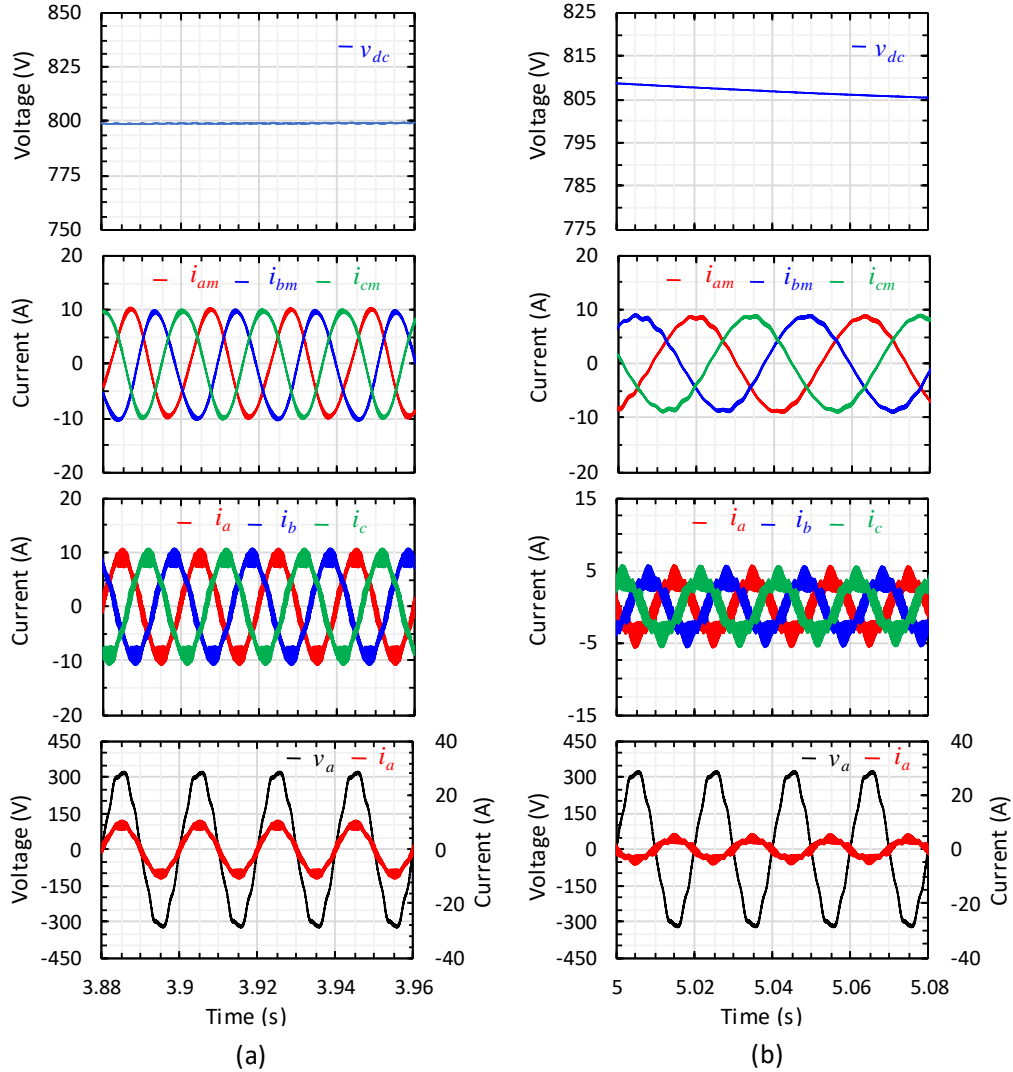 850
825
800
775
750
Voltage (V)
v_dc
20
10
0
-10
-20
Current (A)
i_am i_bm i_cm
20
10
0
-10
-20
Current (A)
i_a i_b i_c
450
300
150
0
-150
-300
-450
Voltage (V)
v_a i_a
40
20
0
-20
-40
Current (A)
3.88 3.9 3.92 3.94 3.96
Time (s)
(a)
825
815
805
795
785
775
Voltage (V)
v_dc
20
10
0
-10
-20
Current (A)
i_am i_bm i_cm
15
5
-5
-15
Current (A)
i_a i_b i_c
450
300
150
0
-150
-300
-450
Voltage (V)
v_a i_a
40
20
0
-20
-40
Current (A)
5 5.02 5.04 5.06 5.08
Time (s)
(b)